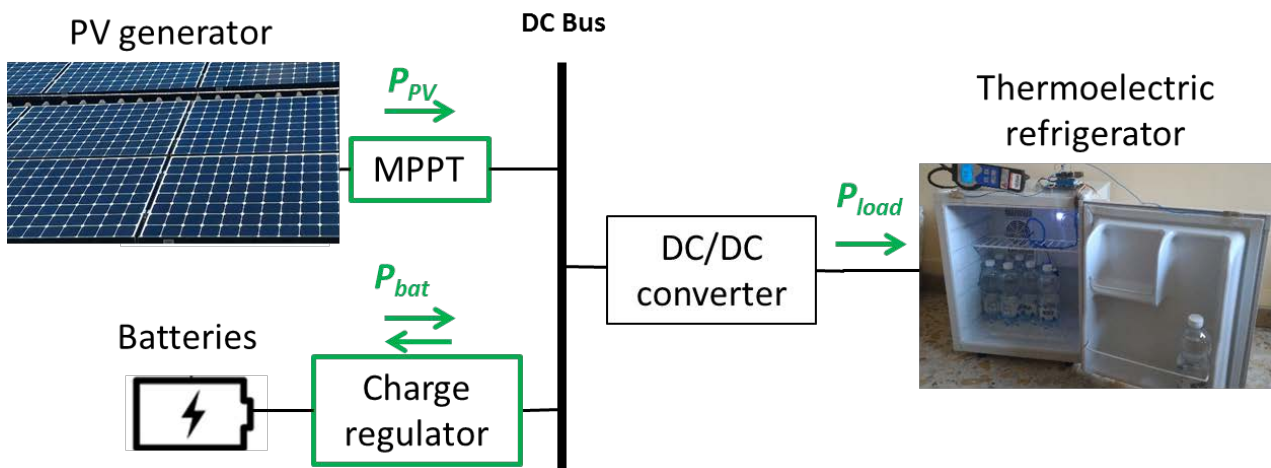 PV generator
DC Bus
P_PV
MPPT
Thermoelectric
refrigerator
P_load
DC/DC
converter
P_bat
Batteries
Charge
regulator